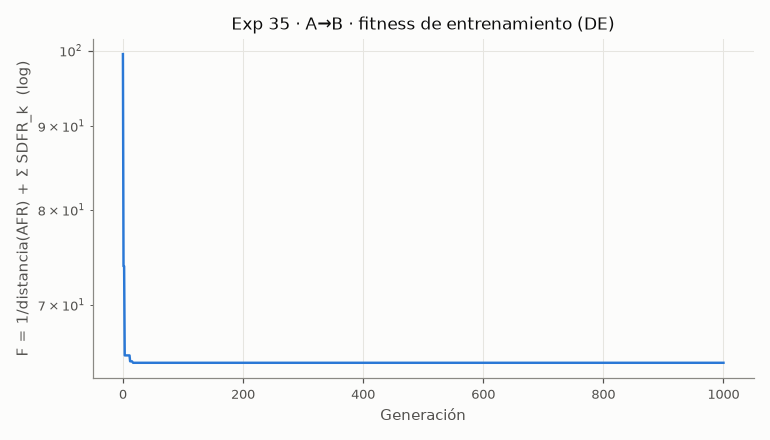 Exp 35 · A→B · fitness de entrenamiento (DE)
F = 1/distancia(AFR) + Σ SDFR_k (log)
10²
9 × 10¹
8 × 10¹
7 × 10¹
0 200 400 600 800 1000
Generación